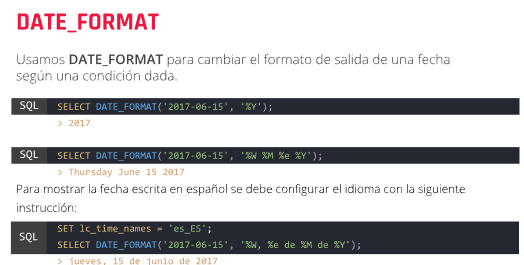 DATE_FORMAT
Usamos DATE_FORMAT para cambiar el formato de salida de una fecha
según una condición dada.
SQL SELECT DATE_FORMAT('2017-06-15', '%Y');
> 2017
SQL SELECT DATE_FORMAT('2017-06-15', '%W %M %e %Y');
> Thursday June 15 2017
Para mostrar la fecha escrita en español se debe configurar el idioma con la siguiente
instrucción:
SET lc_time_names = 'es_ES';
SQL SELECT DATE_FORMAT('2017-06-15', '%W, %e de %M de %Y');
> jueves, 15 de junio de 2017